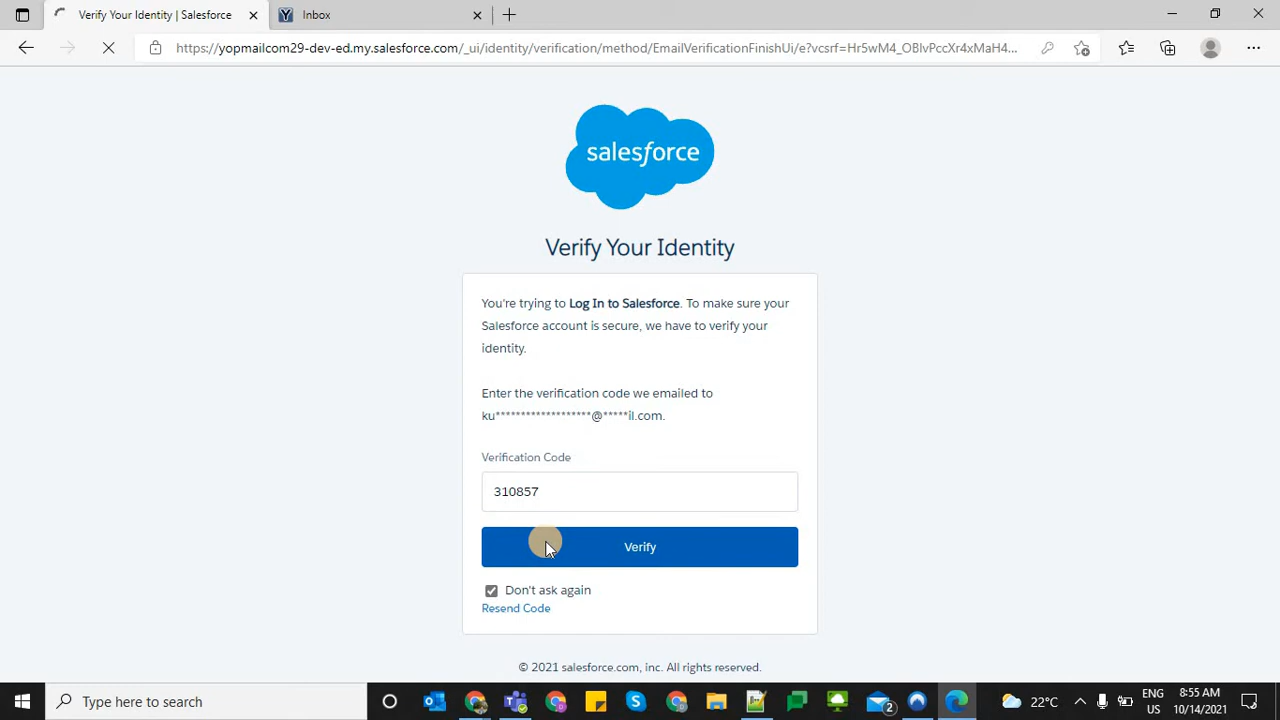 Verify Your Identity | Salesforce
Inbox
https://yopmailcom29-dev-ed.my.salesforce.com/_ui/identity/verification/method/EmailVerificationFinishUi/e?vcsrf=Hr5wM4_OBlvPccXr4xMaH4...
salesforce
Verify Your Identity
You're trying to Log In to Salesforce. To make sure your
Salesforce account is secure, we have to verify your
identity.
Enter the verification code we emailed to
ku*******************@*****il.com.
Verification Code
310857
Verify
Don't ask again
Resend Code
© 2021 salesforce.com, inc. All rights reserved.
Type here to search
2
22°C
ENG
US
8:55 AM
10/14/2021